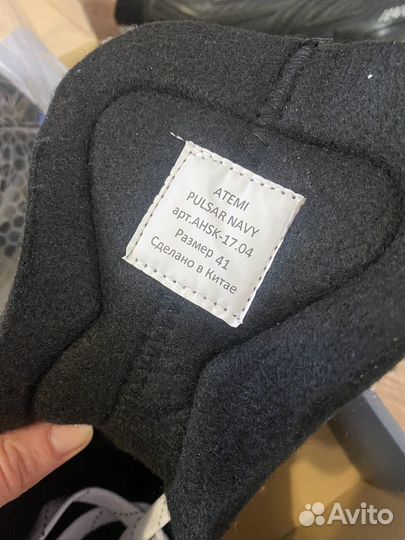 ATEMI
PULSAR NAVY
арт.AHSK-17.04
Размер 41
Сделано в Китае
Avito